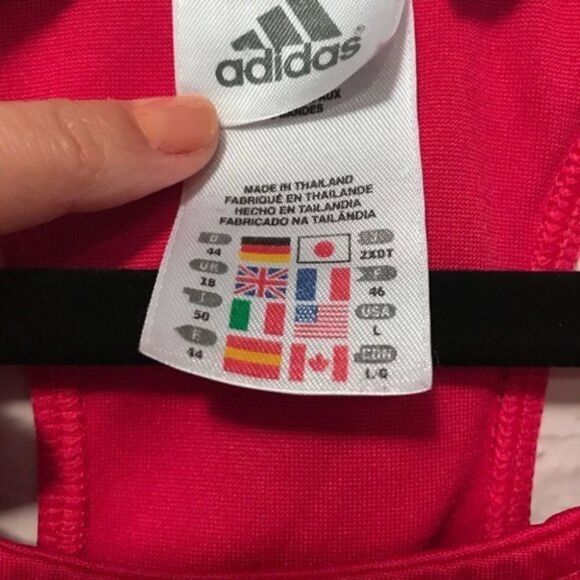 adidas
BANDES
MADE IN THAILAND
FABRIQUÉ EN THAILANDE
HECHO EN TAILANDIA
FABRICADO NA TAILÂNDIA
D J
44 2XOT
UK F
18 46
I USA
50 L
E CDN
44 L/G